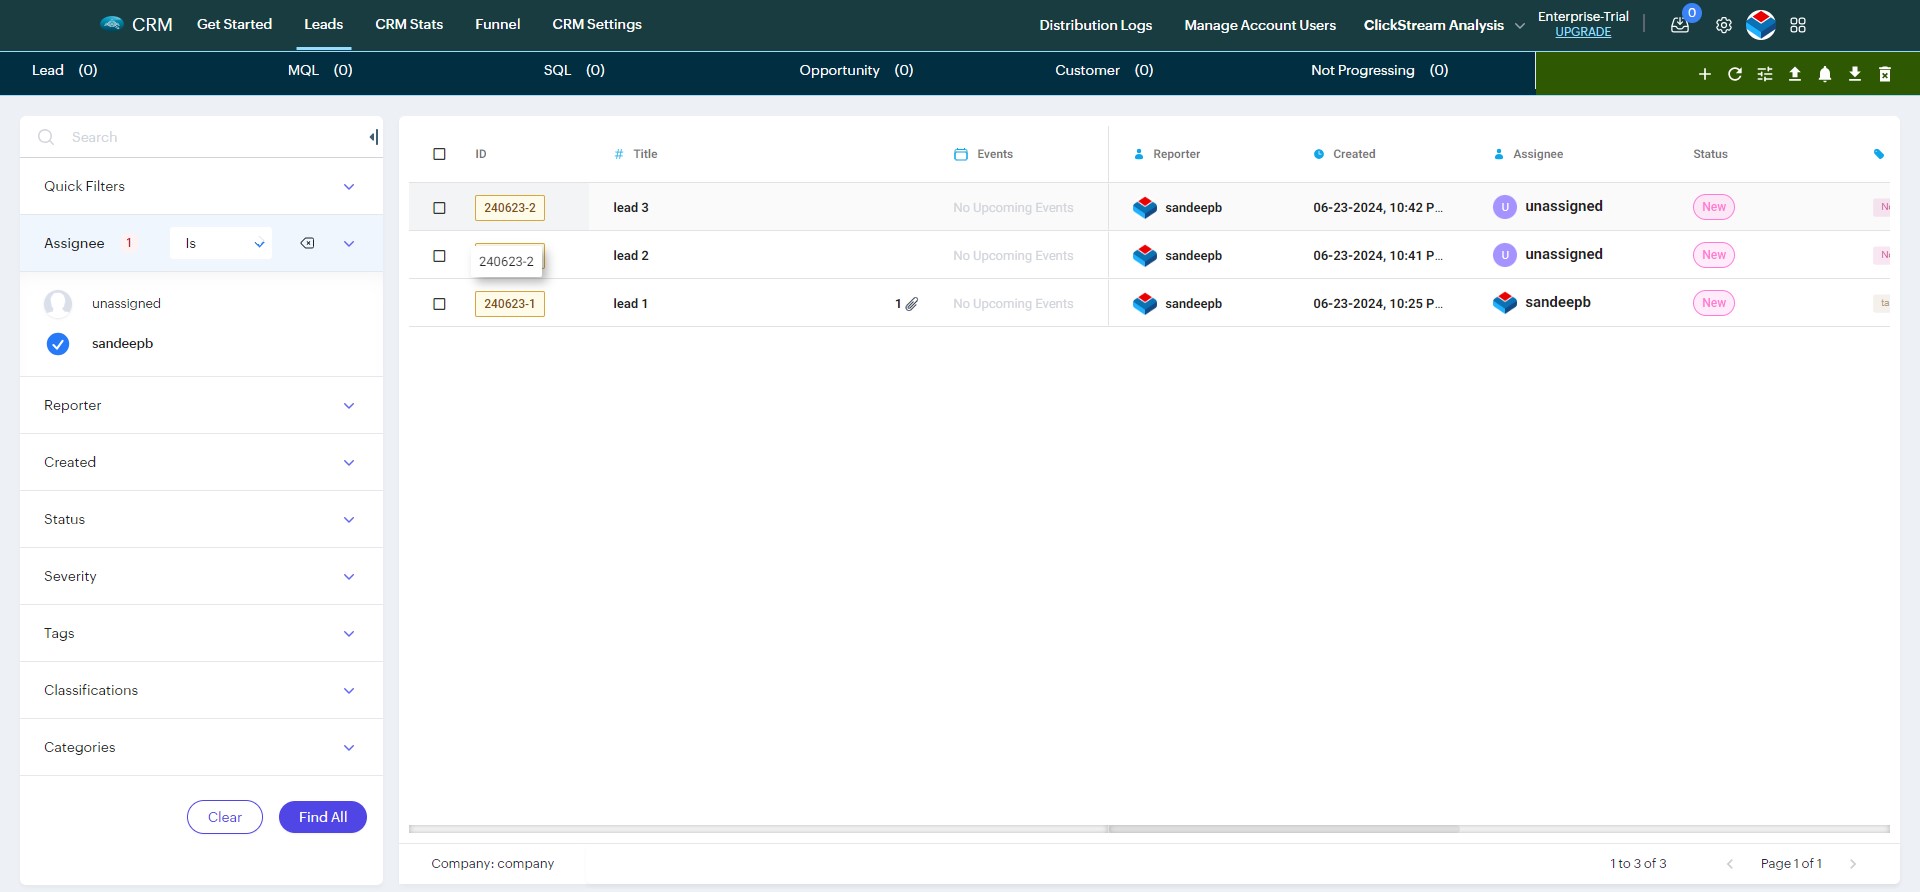 CRM Get Started Leads CRM Stats Funnel CRM Settings Distribution Logs Manage Account Users ClickStream Analysis Enterprise-Trial 0
UPGRADE
Lead (0) MQL (0) SQL (0) Opportunity (0) Customer (0) Not Progressing (0)
Search
Quick Filters
Assignee 1 Is
unassigned
sandeepb
Reporter
Created
Status
Severity
Tags
Classifications
Categories
Clear Find All
ID # Title Events Reporter Created Assignee Status
240623-2 lead 3 No Upcoming Events sandeepb 06-23-2024, 10:42 P... U unassigned New
240623-2 lead 2 No Upcoming Events sandeepb 06-23-2024, 10:41 P... U unassigned New
240623-1 lead 1 1 No Upcoming Events sandeepb 06-23-2024, 10:25 P... sandeepb New ta
Company: company 1 to 3 of 3 Page 1 of 1